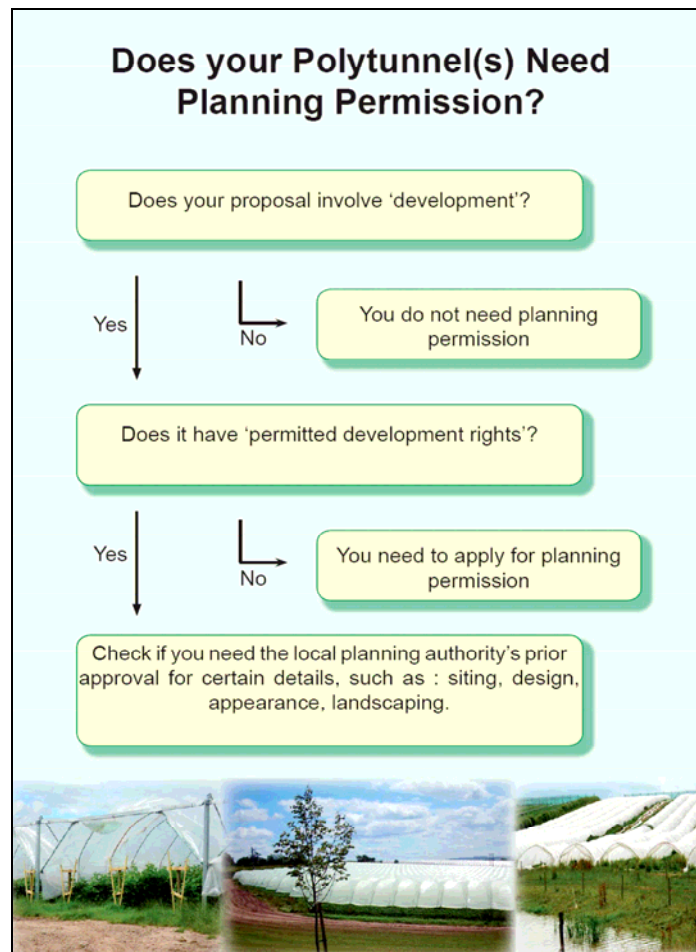 Does your Polytunnel(s) Need
Planning Permission?
Does your proposal involve ‘development’?
Yes
No
You do not need planning
permission
Does it have ‘permitted development rights’?
Yes
No
You need to apply for planning
permission
Check if you need the local planning authority’s prior
approval for certain details, such as : siting, design,
appearance, landscaping.